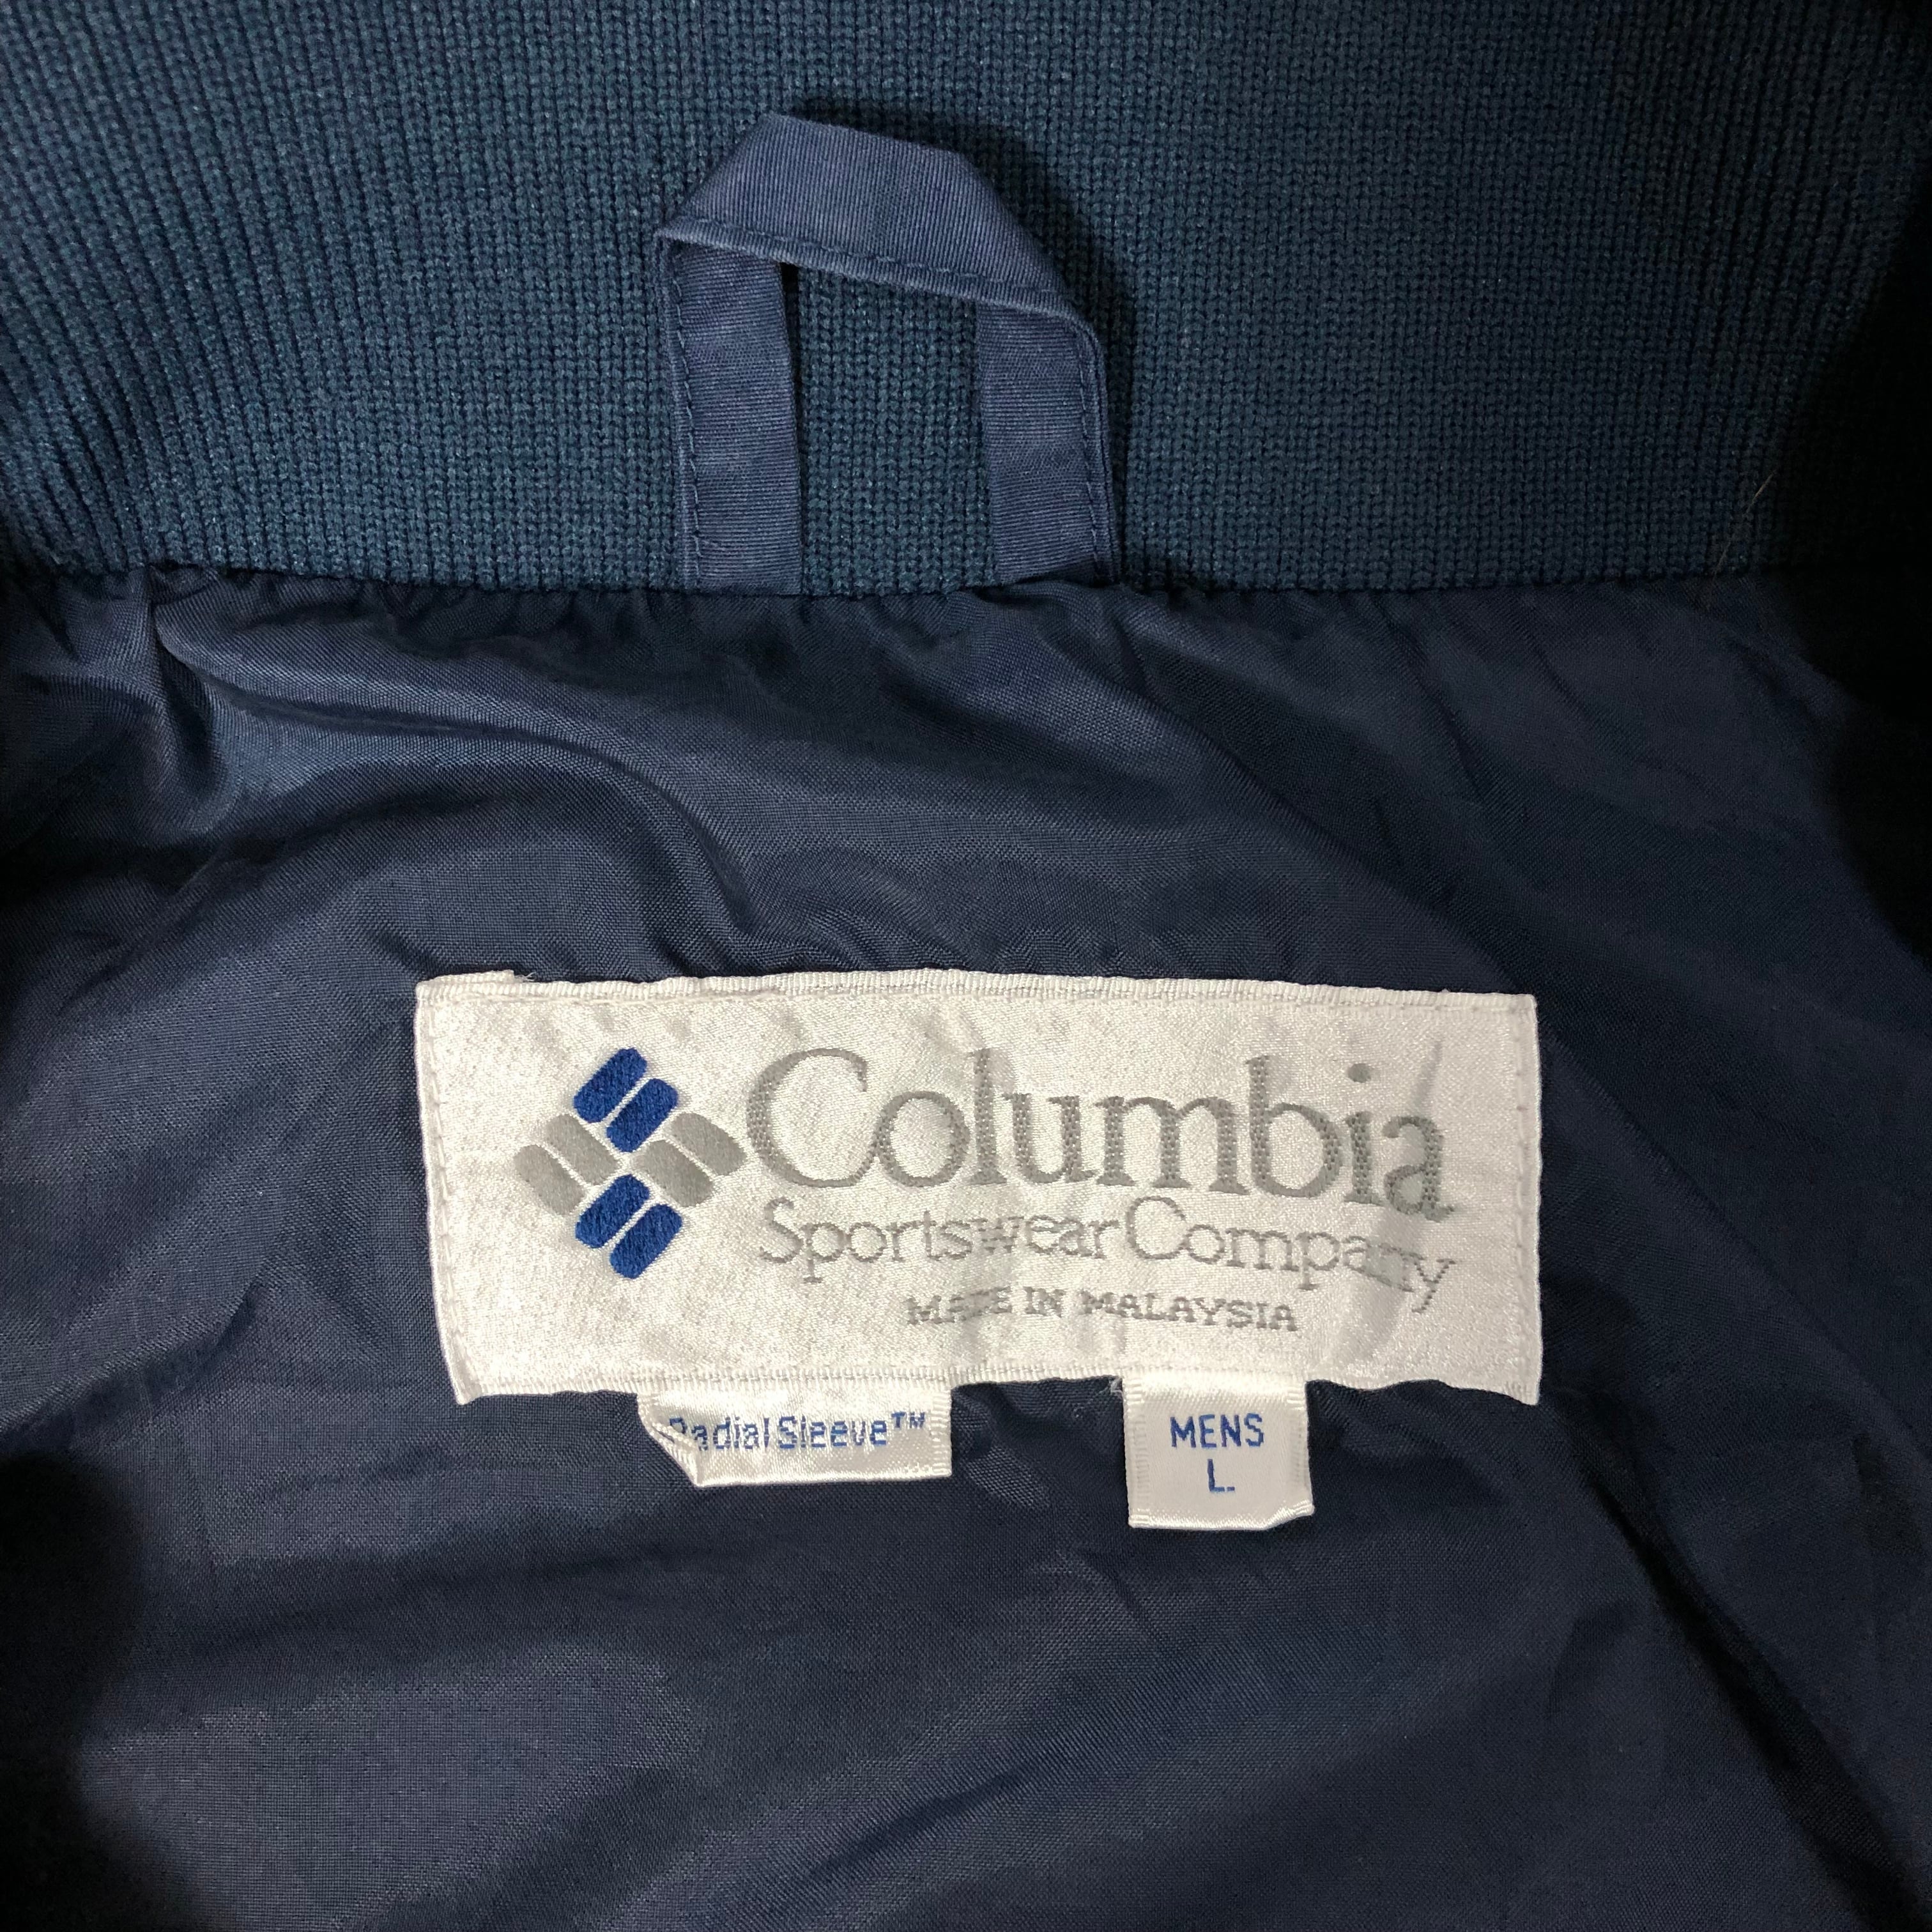 Columbia
Sportswear Company
MADE IN MALAYSIA
Radial Sleeve™
MENS
L.